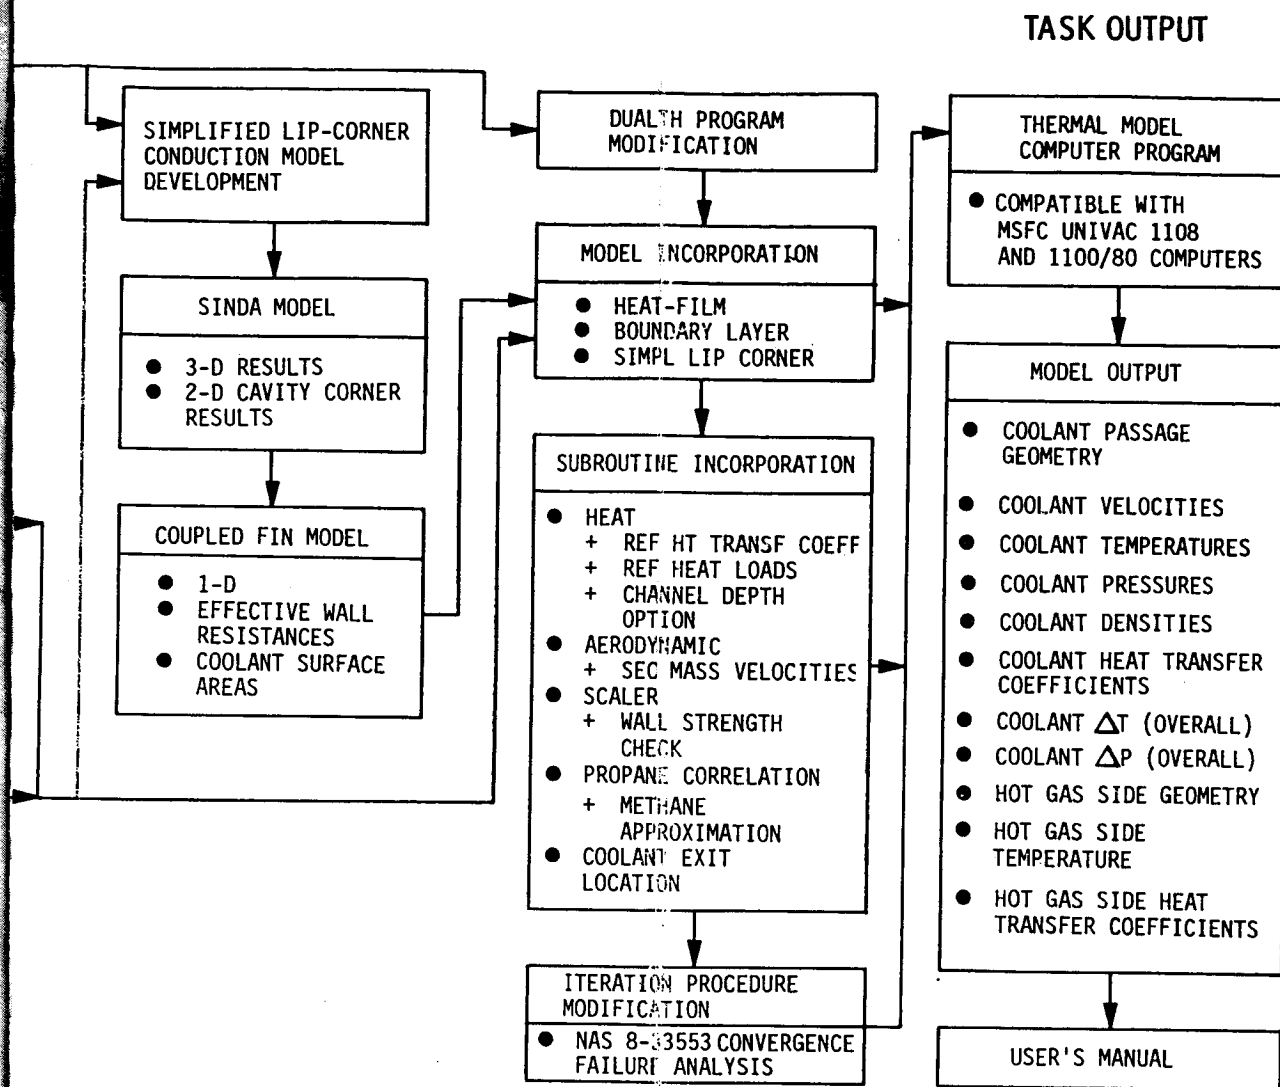 TASK OUTPUT
SIMPLIFIED LIP-CORNER
CONDUCTION MODEL
DEVELOPMENT
SINDA MODEL
● 3-D RESULTS
● 2-D CAVITY CORNER
RESULTS
COUPLED FIN MODEL
● 1-D
● EFFECTIVE WALL
RESISTANCES
● COOLANT SURFACE
AREAS
DUALTH PROGRAM
MODIFICATION
MODEL INCORPORATION
● HEAT-FILM
● BOUNDARY LAYER
● SIMPL LIP CORNER
SUBROUTINE INCORPORATION
● HEAT
+ REF HT TRANSF COEFF
+ REF HEAT LOADS
+ CHANNEL DEPTH
OPTION
● AERODYNAMIC
+ SEC MASS VELOCITIES
● SCALER
+ WALL STRENGTH
CHECK
● PROPANE CORRELATION
+ METHANE
APPROXIMATION
● COOLANT EXIT
LOCATION
ITERATION PROCEDURE
MODIFICATION
● NAS 8-33553 CONVERGENCE
FAILURE ANALYSIS
THERMAL MODEL
COMPUTER PROGRAM
● COMPATIBLE WITH
MSFC UNIVAC 1108
AND 1100/80 COMPUTERS
MODEL OUTPUT
● COOLANT PASSAGE
GEOMETRY
● COOLANT VELOCITIES
● COOLANT TEMPERATURES
● COOLANT PRESSURES
● COOLANT DENSITIES
● COOLANT HEAT TRANSFER
COEFFICIENTS
● COOLANT ΔT (OVERALL)
● COOLANT ΔP (OVERALL)
● HOT GAS SIDE GEOMETRY
● HOT GAS SIDE
TEMPERATURE
● HOT GAS SIDE HEAT
TRANSFER COEFFICIENTS
USER'S MANUAL